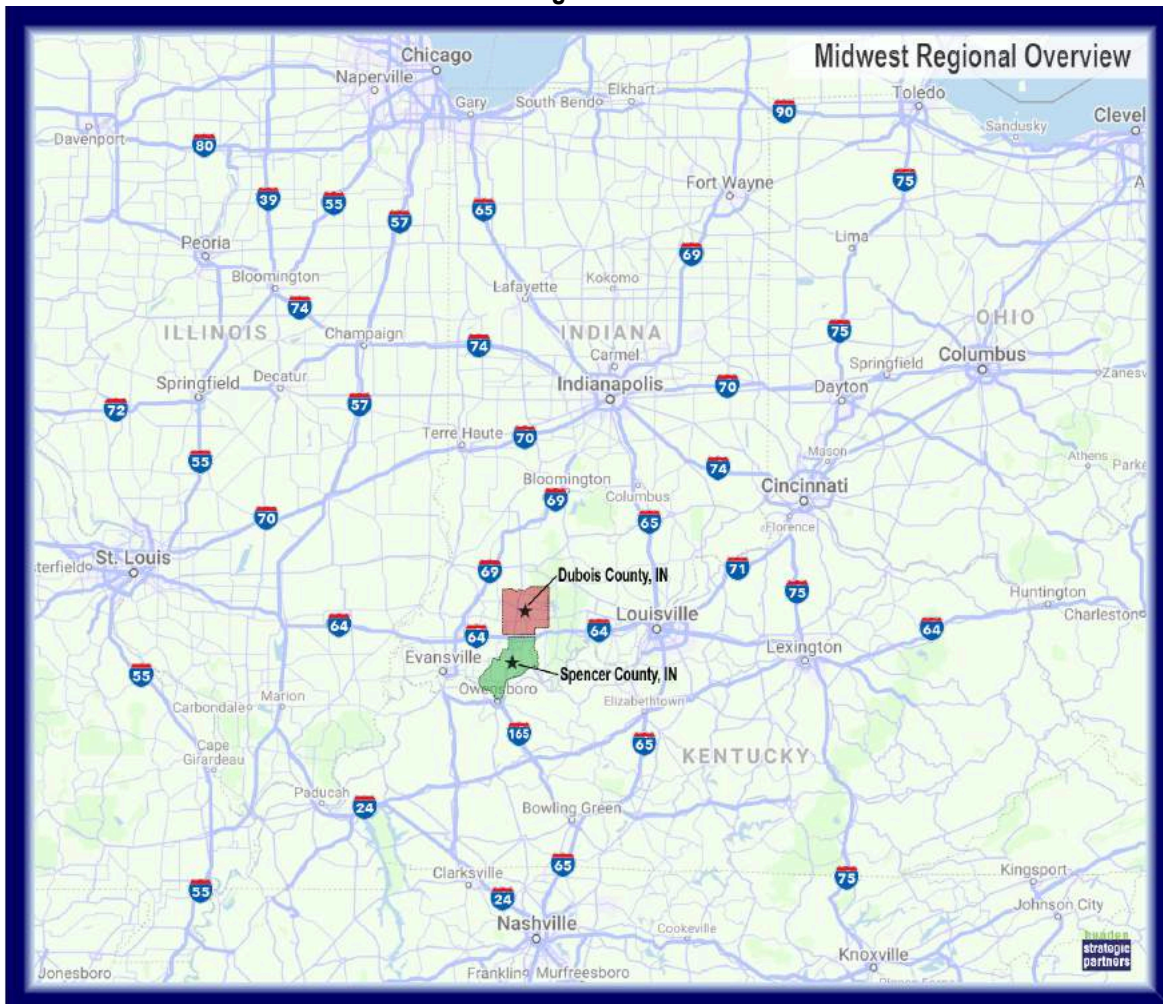 Midwest Regional Overview
Chicago
Naperville
Gary
South Bend
Elkhart
Toledo
90
Sandusky
Clevel
Davenport
80
39
55
57
65
Fort Wayne
75
Peoria
69
Lima
Bloomington
74
Lafayette
Kokomo
ILLINOIS
Champaign
74
INDIANA
Carmel
75
OHIO
Columbus
Springfield
Decatur
Indianapolis
70
Springfield
Dayton
Zanesv
72
57
55
Terre Haute
70
74
Mason
Athens
Parke
Bloomington
69
Columbus
Cincinnati
70
65
Florence
St. Louis
sterfield
69
71
Dubois County, IN
75
Huntington
Charleston
64
64
64
Louisville
64
Evansville
Lexington
55
Spencer County, IN
Owensboro
Carbondale
Marion
Elizabethtown
165
65
KENTUCKY
Cape
Girardeau
Paducah
24
Bowling Green
65
Clarksville
75
Kingsport
55
24
Johnson City
Nashville
Cookeville
Knoxville
Jonesboro
Franklin
Murfreesboro
hunden
strategic
partners